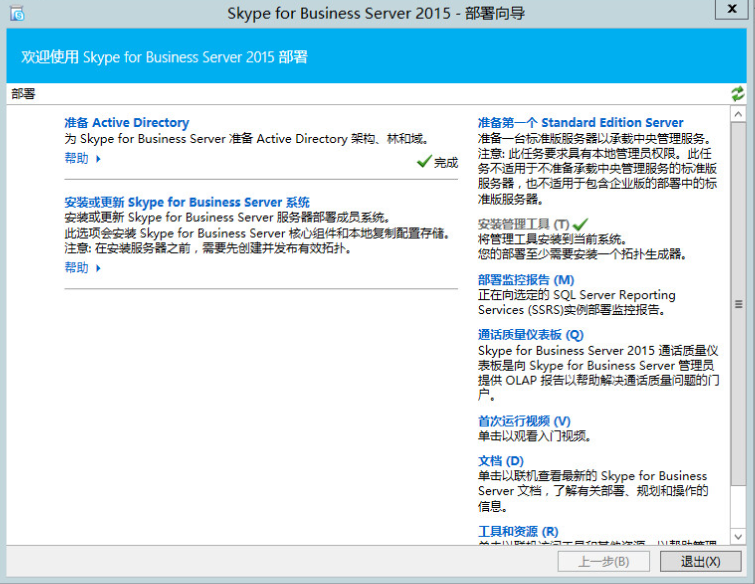 Skype for Business Server 2015 - 部署向导
欢迎使用 Skype for Business Server 2015 部署
部署
准备 Active Directory
为 Skype for Business Server 准备 Active Directory 架构、林和域。
帮助
完成
安装或更新 Skype for Business Server 系统
安装或更新 Skype for Business Server 服务器部署成员系统。
此选项会安装 Skype for Business Server 核心组件和本地复制配置存储。
注意: 在安装服务器之前，需要先创建并发布有效拓扑。
帮助
准备第一个 Standard Edition Server
准备一台标准版服务器以承载中央管理服务。
注意: 此任务要求具有本地管理员权限。此任
务不适用于不准备承载中央管理服务的标准版
服务器，也不适用于包含企业版的部署中的标
准版服务器。
安装管理工具 (T)
将管理工具安装到当前系统。
您的部署至少需要安装一个拓扑生成器。
部署监控报告 (M)
正在向选定的 SQL Server Reporting
Services (SSRS)实例部署监控报告。
通话质量仪表板 (Q)
Skype for Business Server 2015 通话质量仪
表板是向 Skype for Business Server 管理员
提供 OLAP 报告以帮助解决通话质量问题的门
户。
首次运行视频 (V)
单击以观看入门视频。
文档 (D)
单击以联机查看最新的 Skype for Business
Server 文档，了解有关部署、规划和操作的
信息。
工具和资源 (R)
单击以联机访问工具和其他资源，以帮助管理
上一步(B)
退出(X)